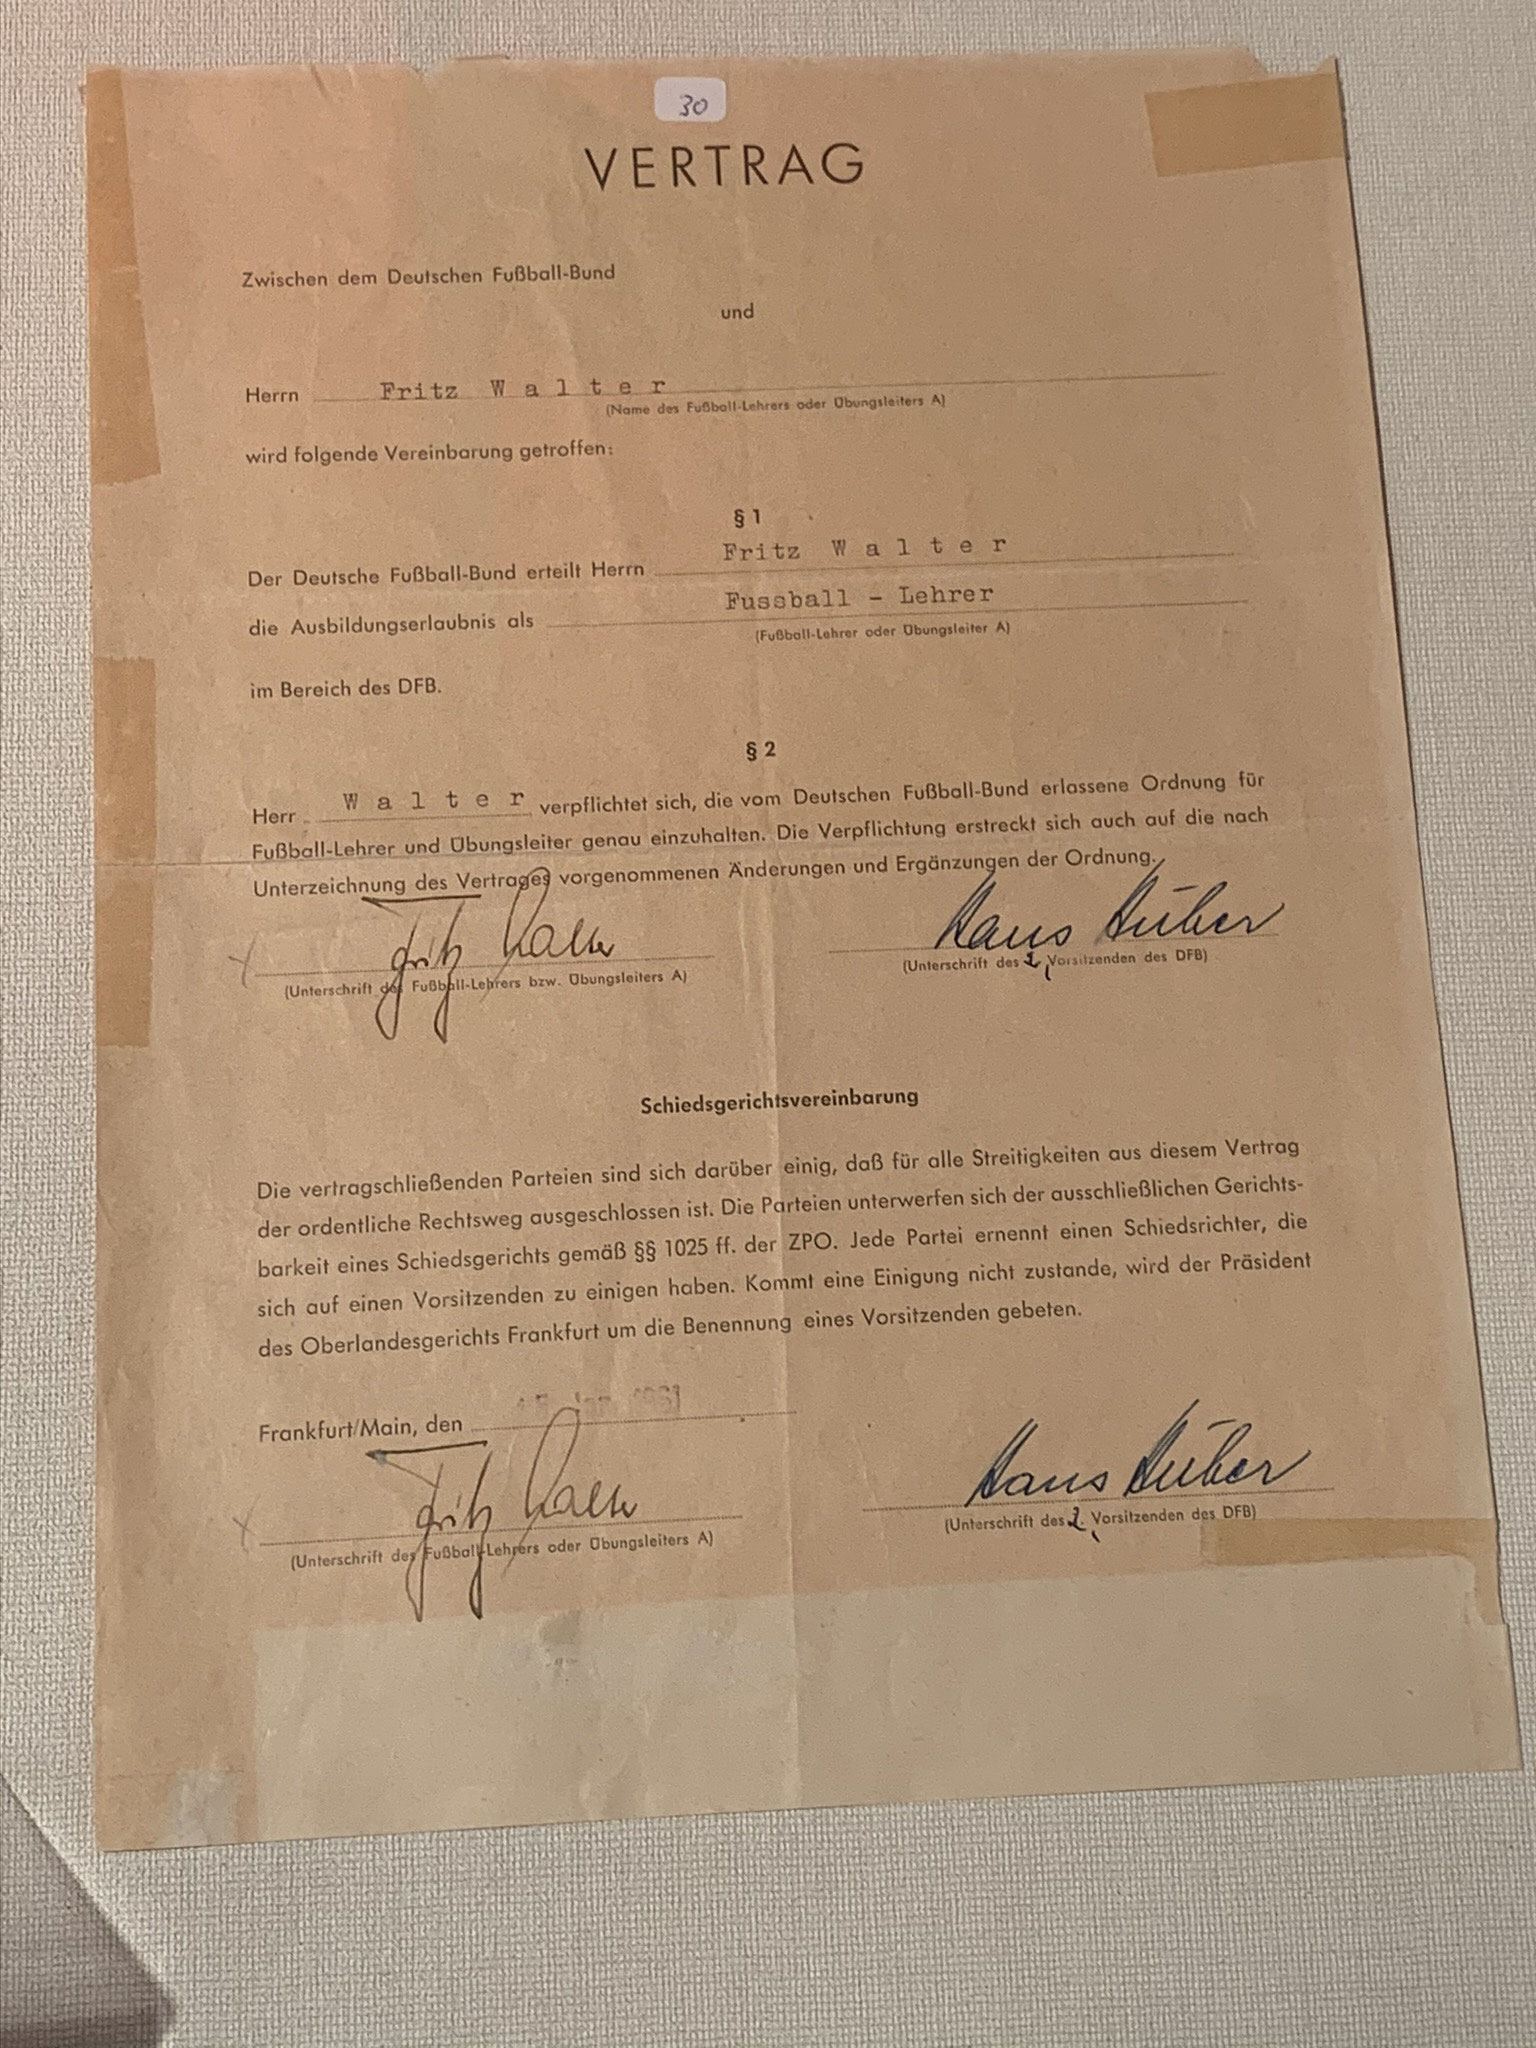 30
VERTRAG
Zwischen dem Deutschen Fußball-Bund
und
Herrn Fritz Walter
(Name des Fußball-Lehrers oder Übungsleiters A)
wird folgende Vereinbarung getroffen:
§ 1
Der Deutsche Fußball-Bund erteilt Herrn Fritz Walter
die Ausbildungserlaubnis als Fussball - Lehrer
(Fußball-Lehrer oder Übungsleiter A)
im Bereich des DFB.
§ 2
Herr Walter verpflichtet sich, die vom Deutschen Fußball-Bund erlassene Ordnung für
Fußball-Lehrer und Übungsleiter genau einzuhalten. Die Verpflichtung erstreckt sich auch auf die nach
Unterzeichnung des Vertrages vorgenommenen Änderungen und Ergänzungen der Ordnung.
Fritz Walter Hans Huber
(Unterschrift des Fußball-Lehrers bzw. Übungsleiters A) (Unterschrift des 2. Vorsitzenden des DFB)
Schiedsgerichtsvereinbarung
Die vertragschließenden Parteien sind sich darüber einig, daß für alle Streitigkeiten aus diesem Vertrag
der ordentliche Rechtsweg ausgeschlossen ist. Die Parteien unterwerfen sich der ausschließlichen Gerichts-
barkeit eines Schiedsgerichts gemäß §§ 1025 ff. der ZPO. Jede Partei ernennt einen Schiedsrichter, die
sich auf einen Vorsitzenden zu einigen haben. Kommt eine Einigung nicht zustande, wird der Präsident
des Oberlandesgerichts Frankfurt um die Benennung eines Vorsitzenden gebeten.
Frankfurt/Main, den
Fritz Walter Hans Huber
(Unterschrift des Fußball-Lehrers oder Übungsleiters A) (Unterschrift des 2. Vorsitzenden des DFB)